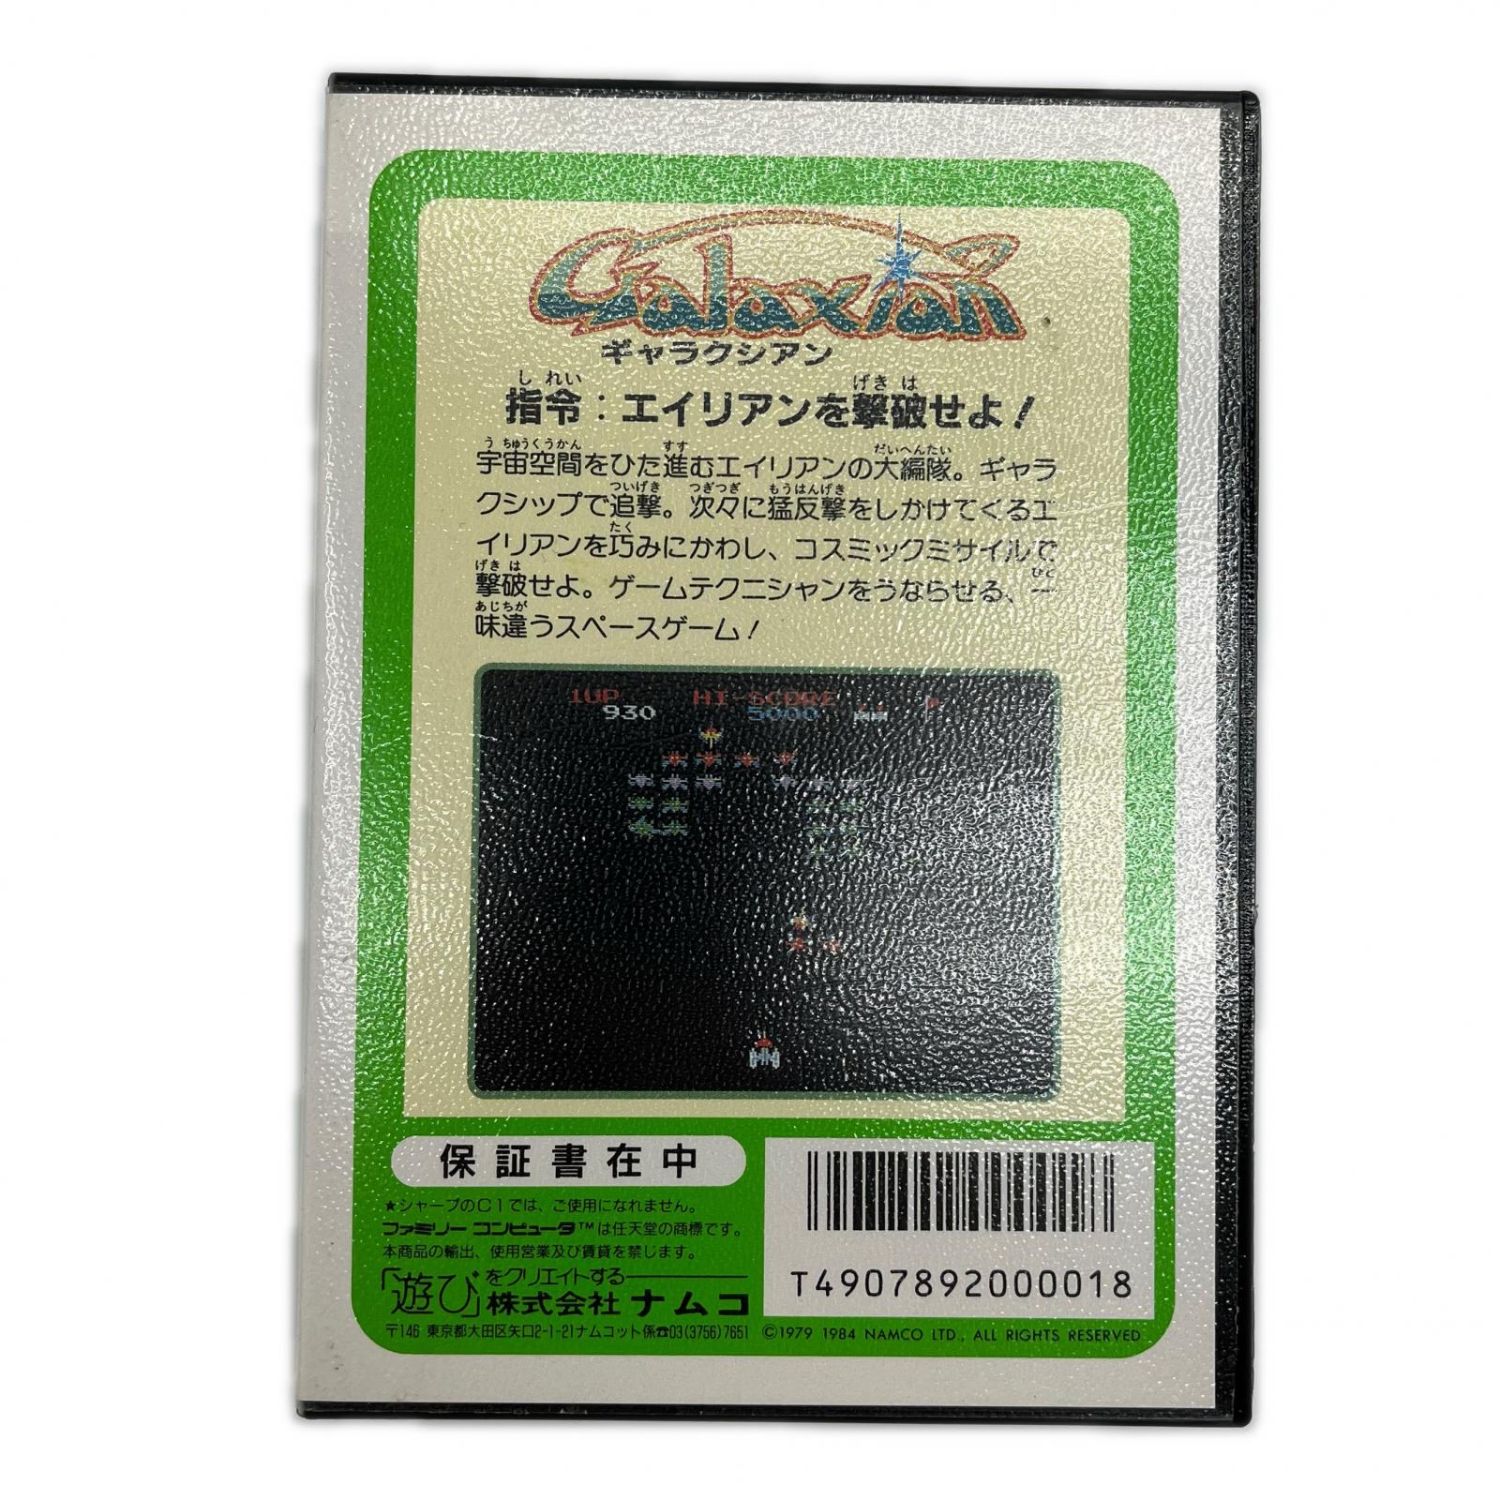 Galaxian
ギャラクシアン
しれい げきは
指令：エイリアンを撃破せよ！
うちゅうくうかん すす だいへんたい
宇宙空間をひた進むエイリアンの大編隊。ギャラ
ついげき つぎつぎ もうはんげき
クシップで追撃。次々に猛反撃をしかけてくるエ
たく
イリアンを巧みにかわし、コスミックミサイルで
げきは ひと
撃破せよ。ゲームテクニシャンをうならせる、一
あじちが
味違うスペースゲーム！
1UP HI-SCORE
930 5000
保証書在中
★シャープのC1では、ご使用になれません。
ファミリーコンピュータ™は任天堂の商標です。
本商品の輸出、使用営業及び賃貸を禁じます。
「遊び」をクリエイトする
株式会社ナムコ
〒146 東京都大田区矢口2-1-21ナムコット係☎03(3756)7651
T4907892000018
©1979 1984 NAMCO LTD., ALL RIGHTS RESERVED